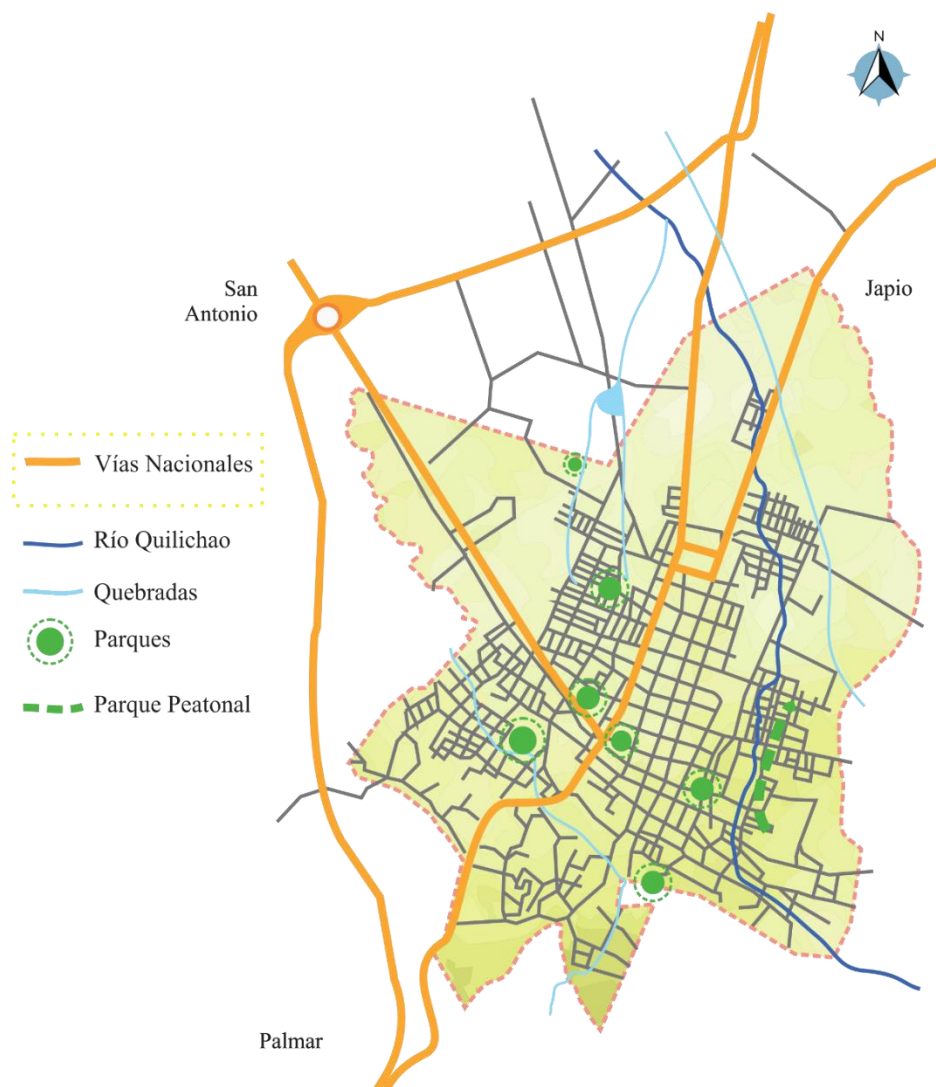 N
San
Antonio
Japio
Vías Nacionales
Río Quilichao
Quebradas
Parques
Parque Peatonal
Palmar